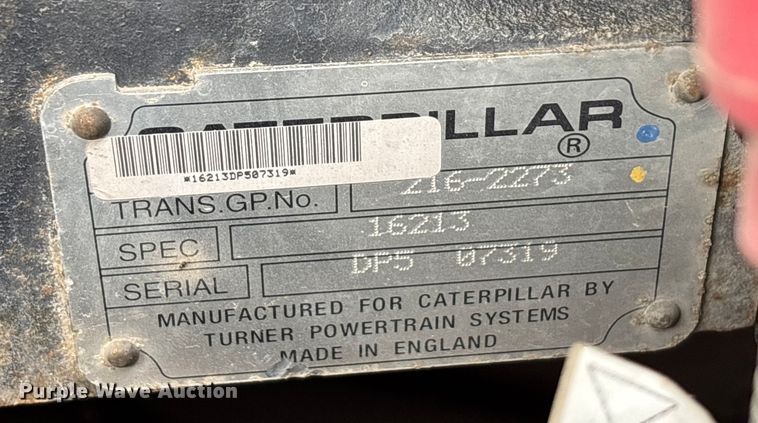 CATERPILLAR
®
*16213DP507319*
TRANS.GP.No. 216-2273
SPEC 16213
SERIAL DP5 07319
MANUFACTURED FOR CATERPILLAR BY
TURNER POWERTRAIN SYSTEMS
MADE IN ENGLAND
Purple Wave Auction